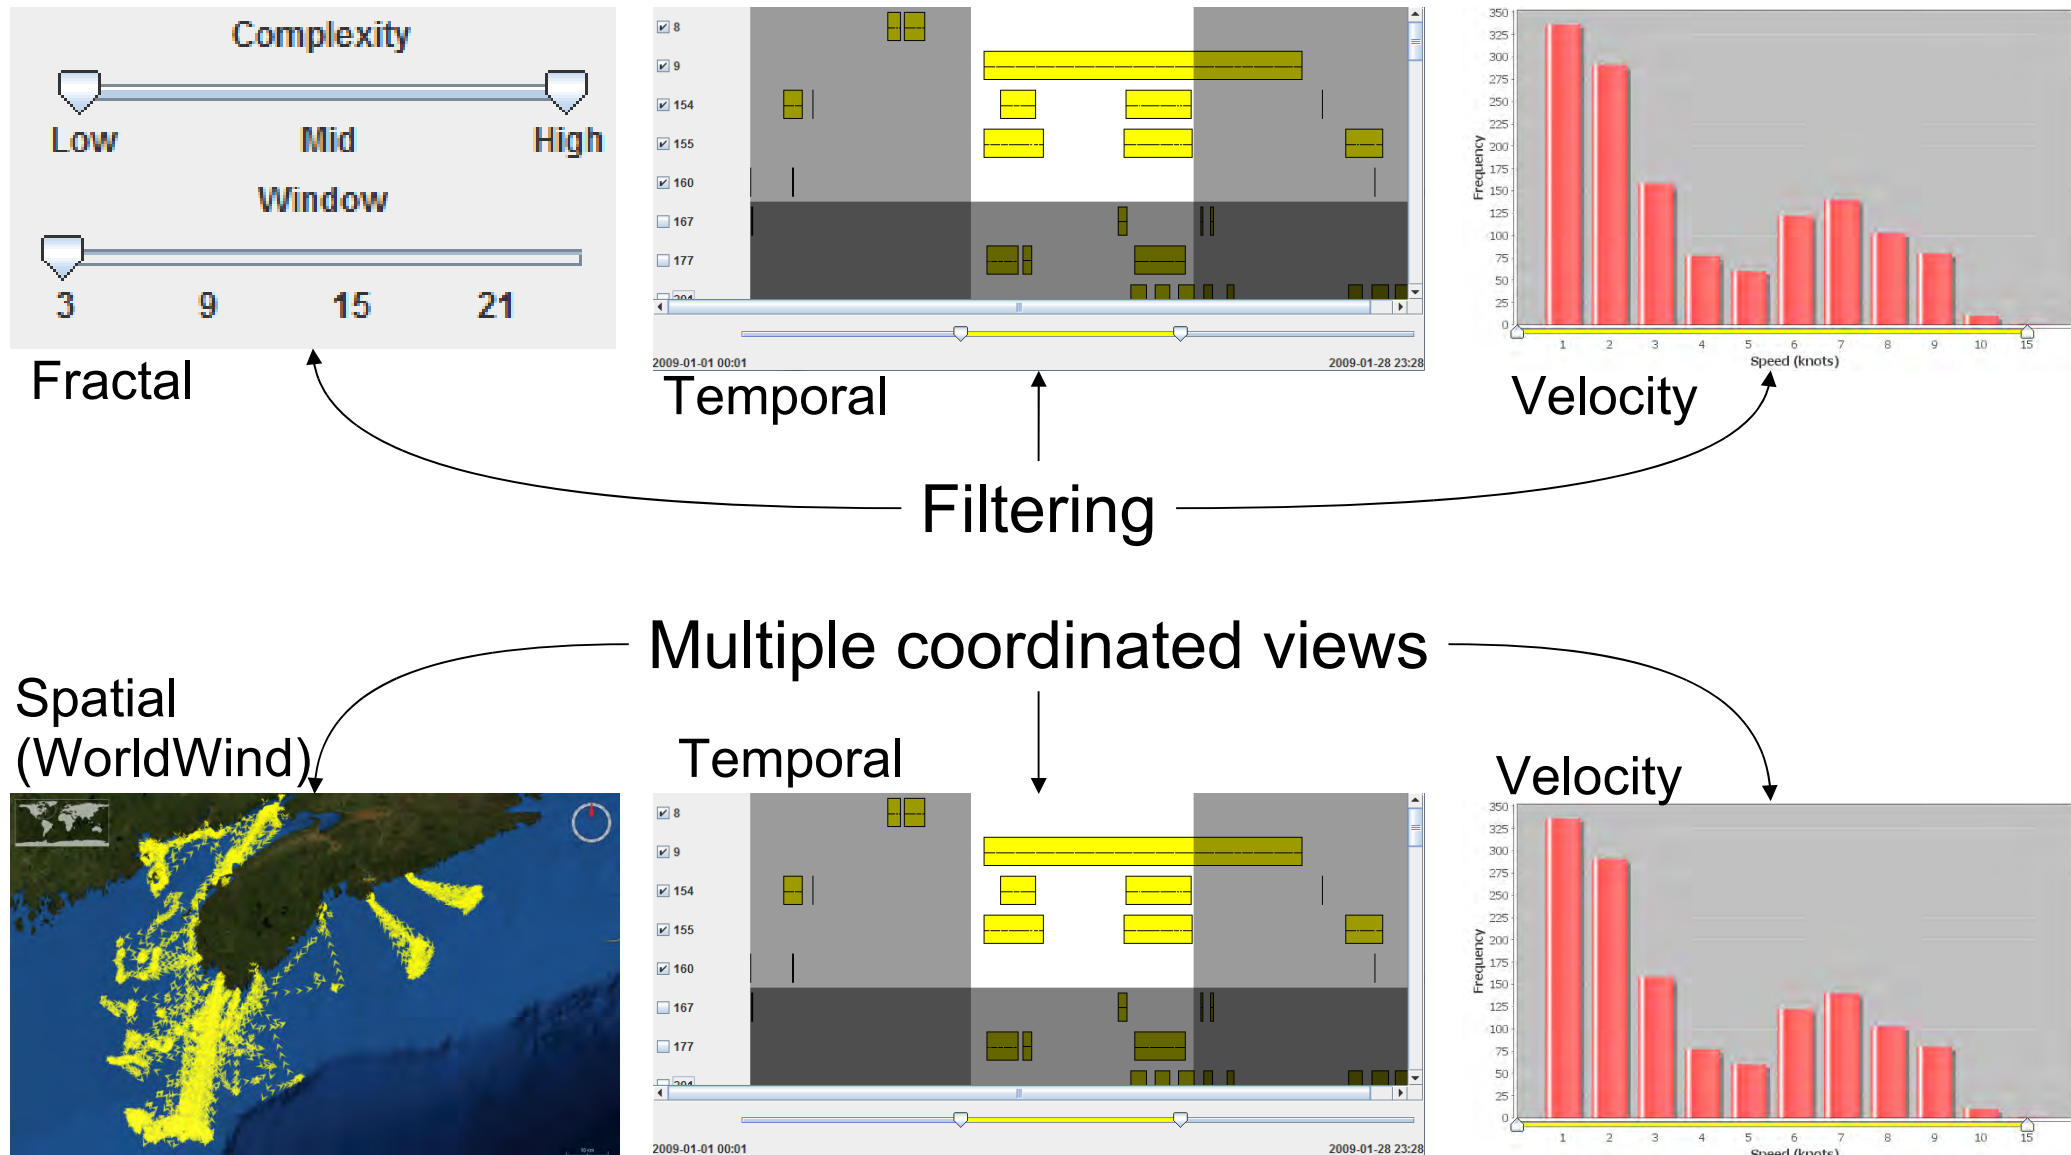 Complexity
Low Mid High
Window
3 9 15 21
Fractal
8
9
154
155
160
167
177
2009-01-01 00:01 2009-01-28 23:28
Temporal
350
325
300
275
250
225
200
175
150
125
100
75
50
25
0
Frequency
1 2 3 4 5 6 7 8 9 10 15
Speed (knots)
Velocity
Filtering
Multiple coordinated views
Spatial
(WorldWind)
Temporal
8
9
154
155
160
167
177
2009-01-01 00:01 2009-01-28 23:28
Velocity
350
325
300
275
250
225
200
175
150
125
100
75
50
25
0
Frequency
1 2 3 4 5 6 7 8 9 10 15
Speed (knots)